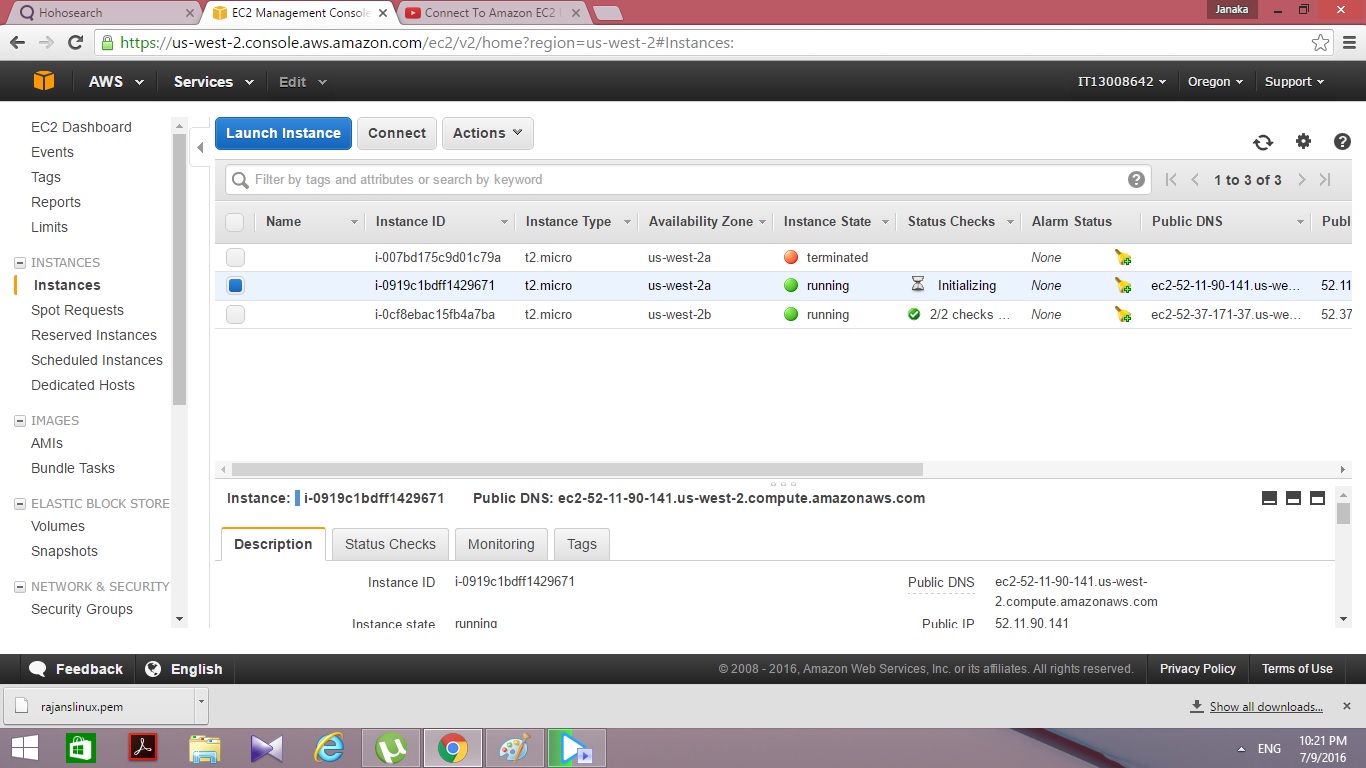 Hohosearch
EC2 Management Console
Connect To Amazon EC2
Janaka
https://us-west-2.console.aws.amazon.com/ec2/v2/home?region=us-west-2#Instances:
AWS Services Edit IT13008642 Oregon Support
EC2 Dashboard
Events
Tags
Reports
Limits
INSTANCES
Instances
Spot Requests
Reserved Instances
Scheduled Instances
Dedicated Hosts
IMAGES
AMIs
Bundle Tasks
ELASTIC BLOCK STORE
Volumes
Snapshots
NETWORK & SECURITY
Security Groups
Launch Instance Connect Actions
Filter by tags and attributes or search by keyword
1 to 3 of 3
Name Instance ID Instance Type Availability Zone Instance State Status Checks Alarm Status Public DNS Publ
i-007bd175c9d01c79a t2.micro us-west-2a terminated None
i-0919c1bdff1429671 t2.micro us-west-2a running Initializing None ec2-52-11-90-141.us-we... 52.11
i-0cf8ebac15fb4a7ba t2.micro us-west-2b running 2/2 checks ... None ec2-52-37-171-37.us-we... 52.37
Instance: i-0919c1bdff1429671 Public DNS: ec2-52-11-90-141.us-west-2.compute.amazonaws.com
Description Status Checks Monitoring Tags
Instance ID i-0919c1bdff1429671 Public DNS ec2-52-11-90-141.us-west-
2.compute.amazonaws.com
Instance state running Public IP 52.11.90.141
Feedback English © 2008 - 2016, Amazon Web Services, Inc. or its affiliates. All rights reserved. Privacy Policy Terms of Use
rajanslinux.pem Show all downloads...
ENG
10:21 PM
7/9/2016